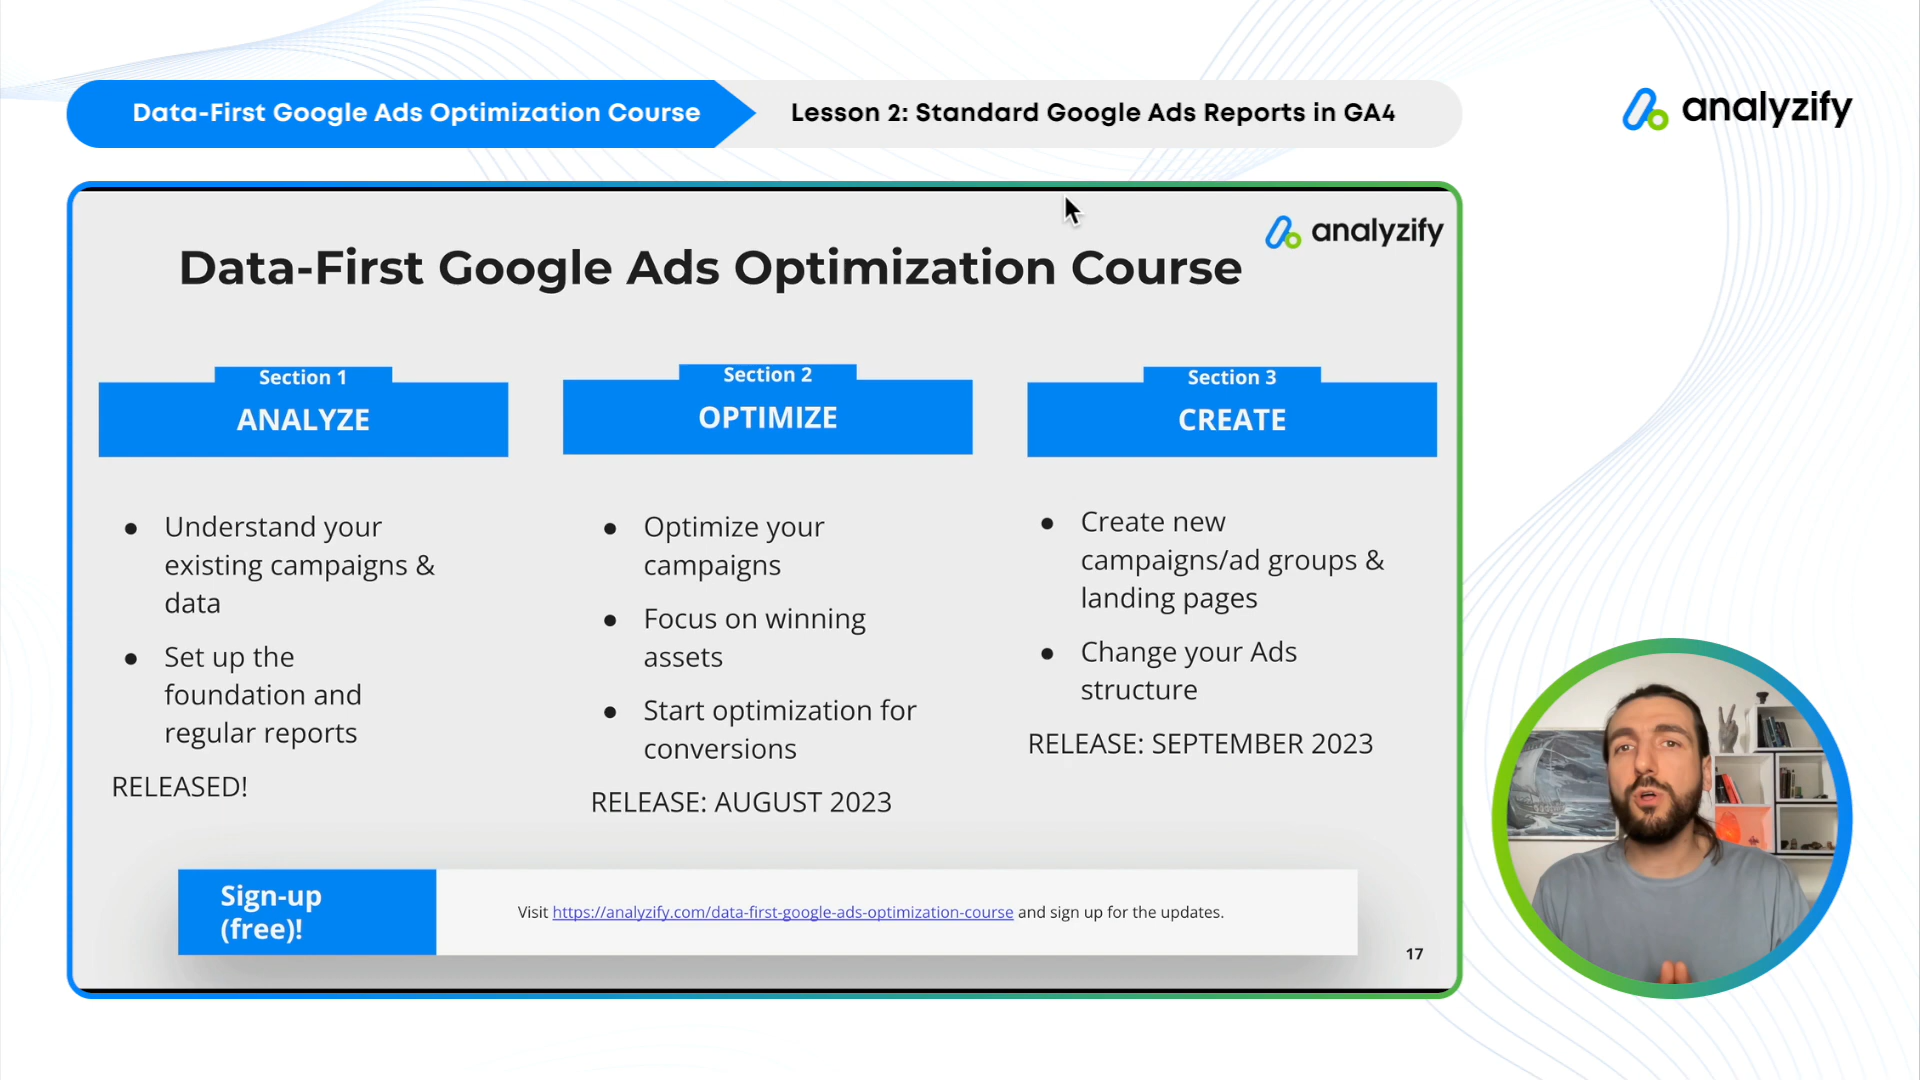 Data-First Google Ads Optimization Course
Lesson 2: Standard Google Ads Reports in GA4
analyzify
analyzify
Data-First Google Ads Optimization Course
Section 1
ANALYZE
● Understand your
existing campaigns &
data
● Set up the
foundation and
regular reports
RELEASED!
Section 2
OPTIMIZE
● Optimize your
campaigns
● Focus on winning
assets
● Start optimization for
conversions
RELEASE: AUGUST 2023
Section 3
CREATE
● Create new
campaigns/ad groups &
landing pages
● Change your Ads
structure
RELEASE: SEPTEMBER 2023
Sign-up
(free)!
Visit https://analyzify.com/data-first-google-ads-optimization-course and sign up for the updates.
17